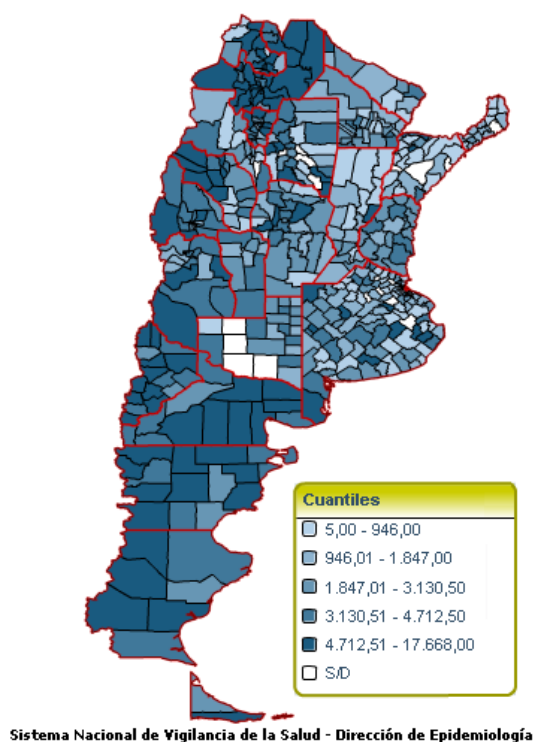 Cuantiles
5,00 - 946,00
946,01 - 1.847,00
1.847,01 - 3.130,50
3.130,51 - 4.712,50
4.712,51 - 17.668,00
S/D
Sistema Nacional de Vigilancia de la Salud - Dirección de Epidemiología